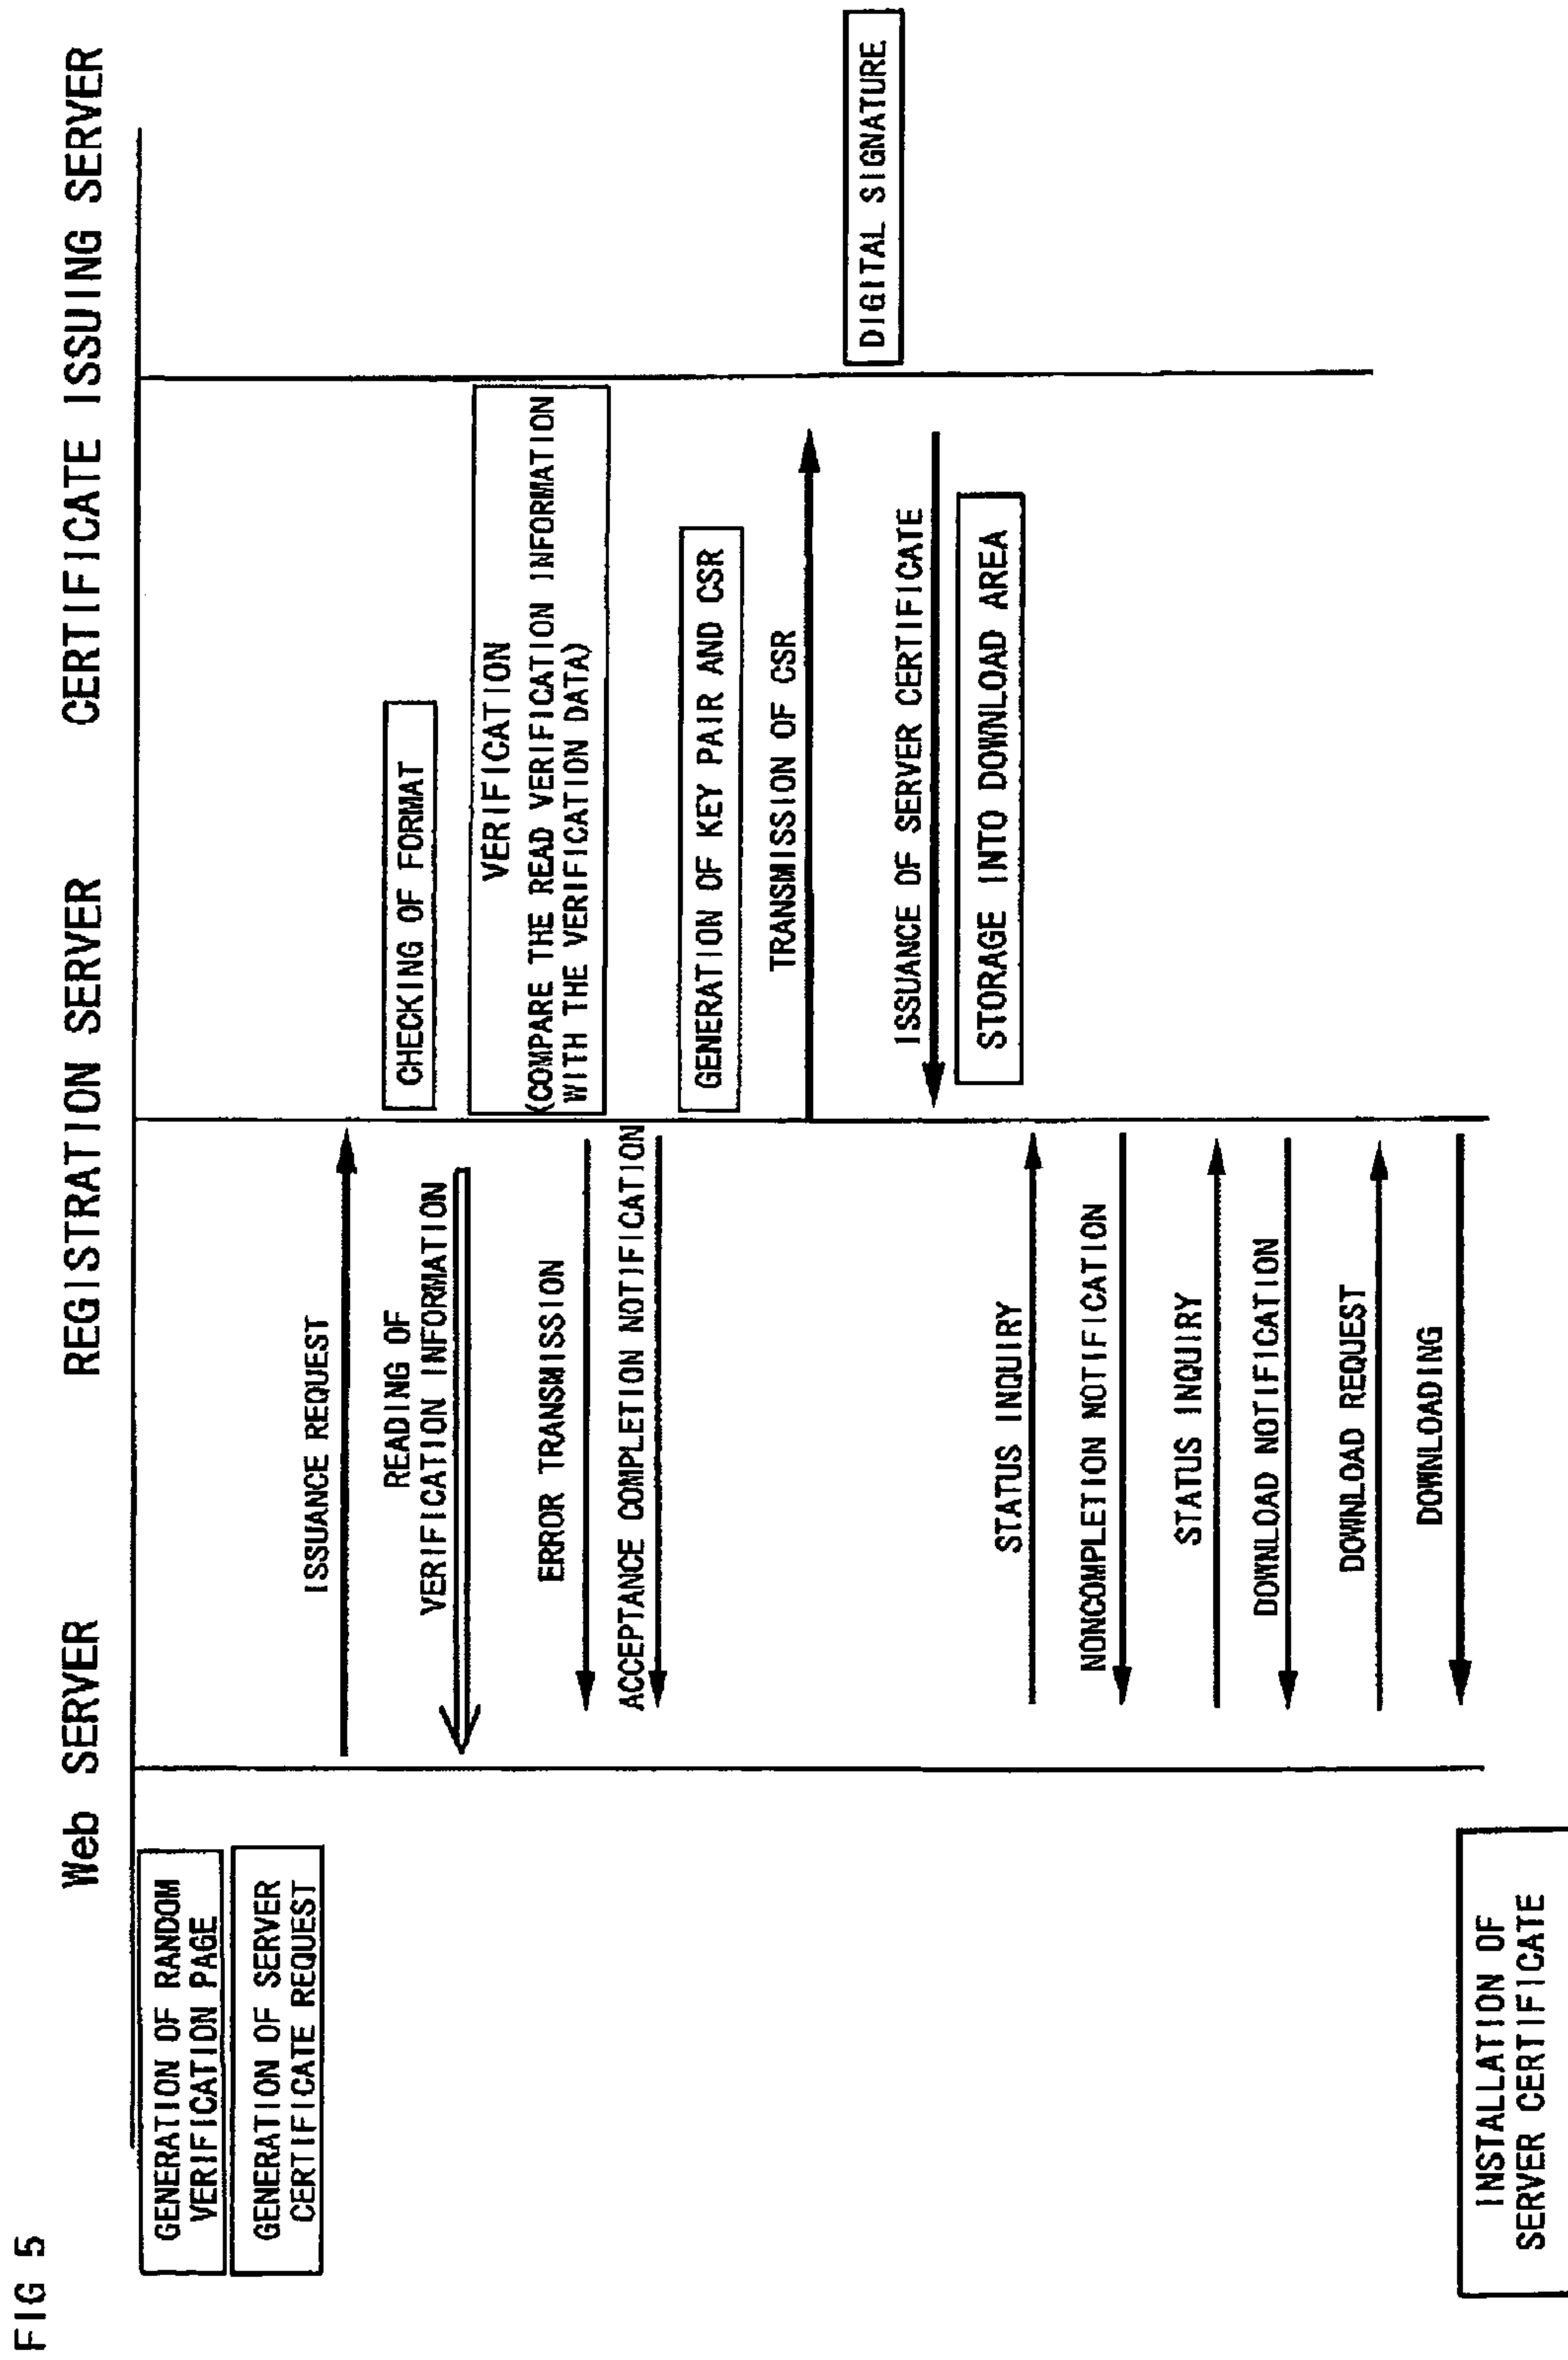 FIG 5
Web SERVER
REGISTRATION SERVER
CERTIFICATE ISSUING SERVER
GENERATION OF RANDOM
VERIFICATION PAGE
GENERATION OF SERVER
CERTIFICATE REQUEST
ISSUANCE REQUEST
CHECKING OF FORMAT
READING OF
VERIFICATION INFORMATION
VERIFICATION
(COMPARE THE READ VERIFICATION INFORMATION
WITH THE VERIFICATION DATA)
ERROR TRANSMISSION
ACCEPTANCE COMPLETION NOTIFICATION
GENERATION OF KEY PAIR AND CSR
TRANSMISSION OF CSR
DIGITAL SIGNATURE
ISSUANCE OF SERVER CERTIFICATE
STORAGE INTO DOWNLOAD AREA
STATUS INQUIRY
NONCOMPLETION NOTIFICATION
STATUS INQUIRY
DOWNLOAD NOTIFICATION
DOWNLOAD REQUEST
DOWNLOADING
INSTALLATION OF
SERVER CERTIFICATE